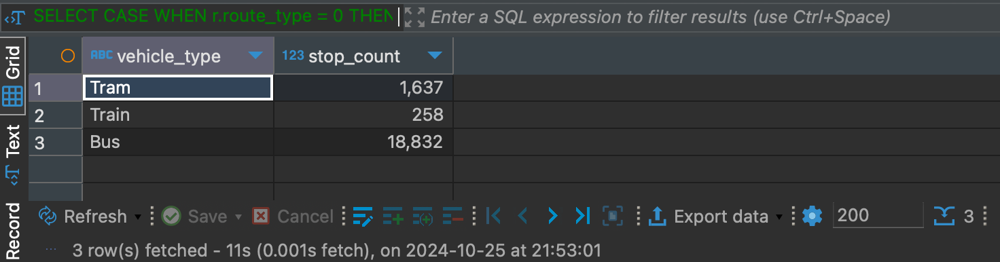 SELECT CASE WHEN r.route_type = 0 THEN Enter a SQL expression to filter results (use Ctrl+Space)
Grid
Text
Record
ABC vehicle_type 123 stop_count
1 Tram 1,637
2 Train 258
3 Bus 18,832
Refresh Save Cancel Export data 200 3
3 row(s) fetched - 11s (0.001s fetch), on 2024-10-25 at 21:53:01